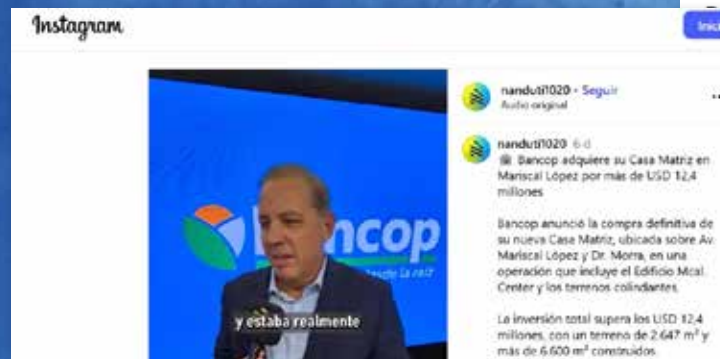 Instagram
Inic
nanduti1020 • Seguir
Audio original
...
nanduti1020 6 d
Bancop adquiere su Casa Matriz en
Mariscal López por más de USD 12,4
millones
Bancop anunció la compra definitiva de
su nueva Casa Matriz, ubicada sobre Av.
Mariscal López y Dr. Morra, en una
operación que incluye el Edificio Mcal.
Center y los terrenos colindantes.
La inversión total supera los USD 12,4
millones, con un terreno de 2.647 m² y
más de 6.600 m² construidos
ncop
desde la raíz
y estaba realmente